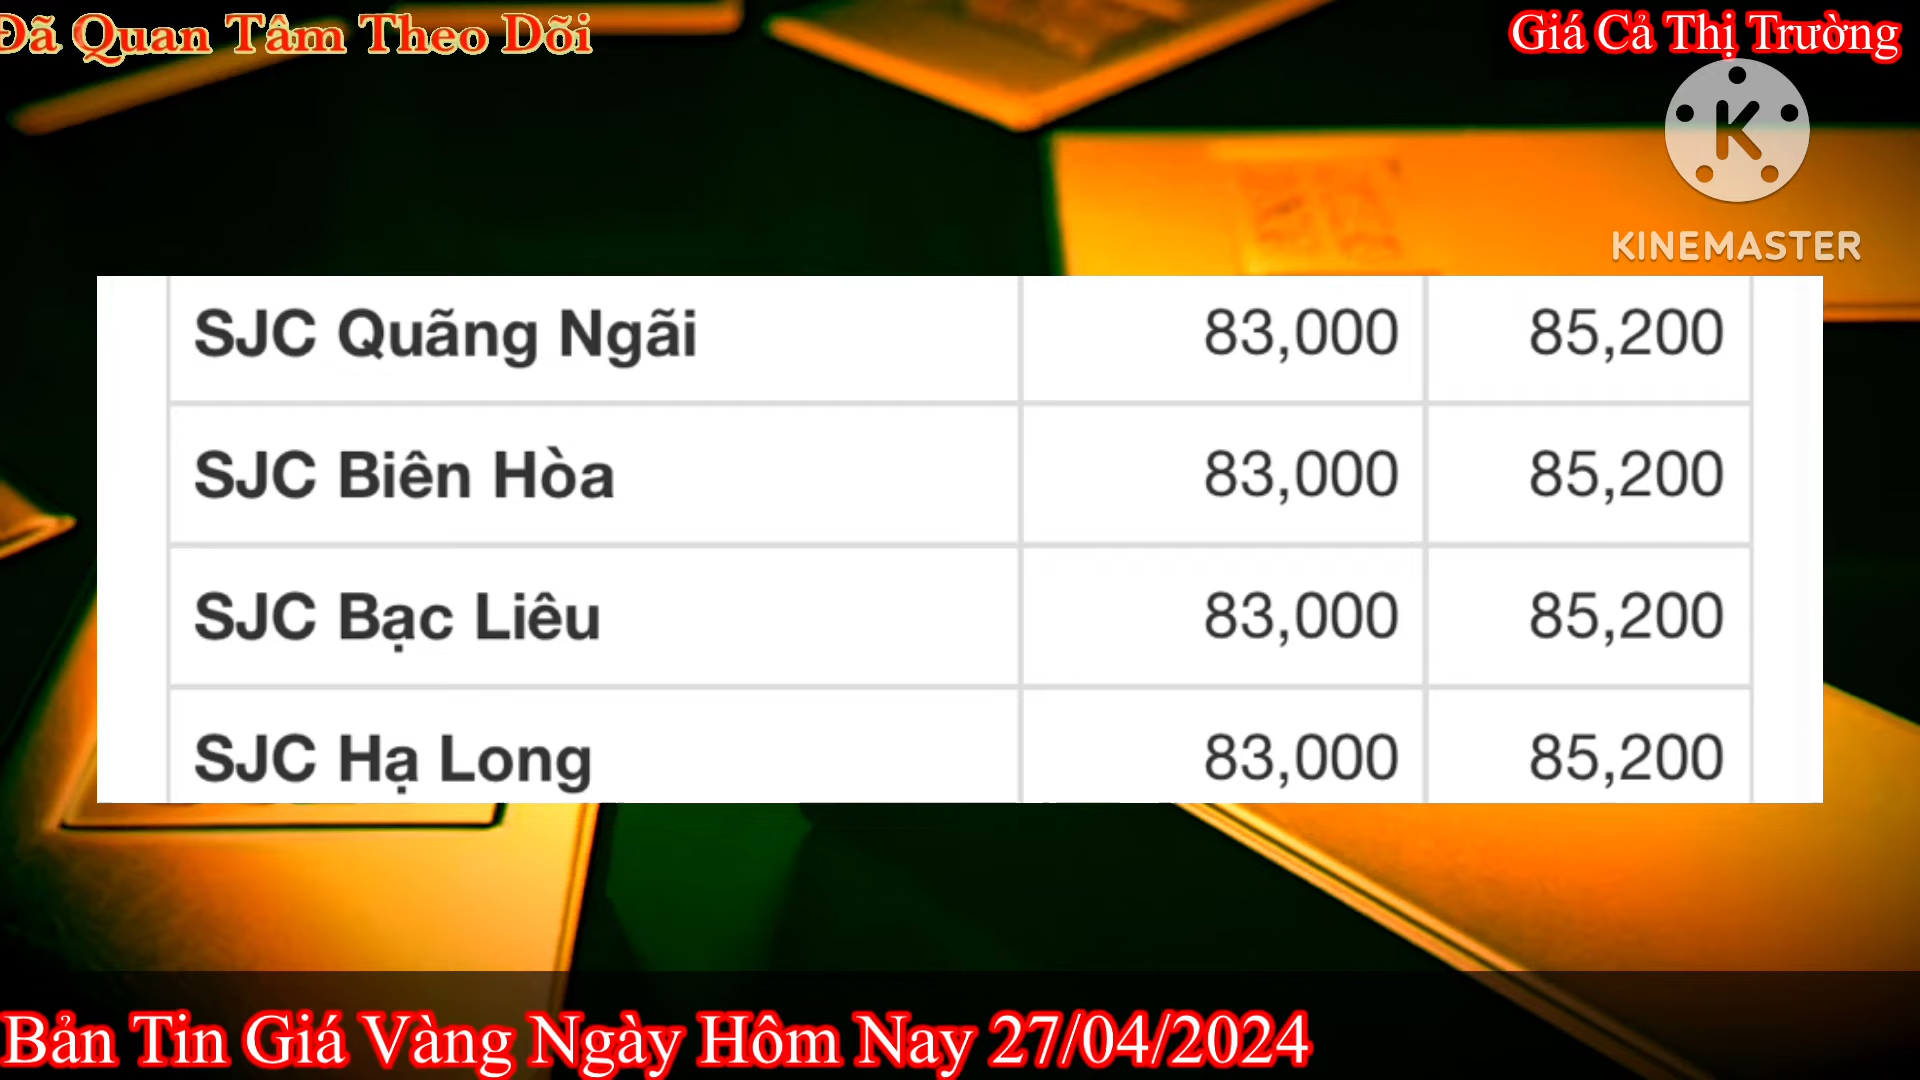 Đã Quan Tâm Theo Dõi
Giá Cả Thị Trường
K
KINEMASTER
SJC Quãng Ngãi 83,000 85,200
SJC Biên Hòa 83,000 85,200
SJC Bạc Liêu 83,000 85,200
SJC Hạ Long 83,000 85,200
Bản Tin Giá Vàng Ngày Hôm Nay 27/04/2024